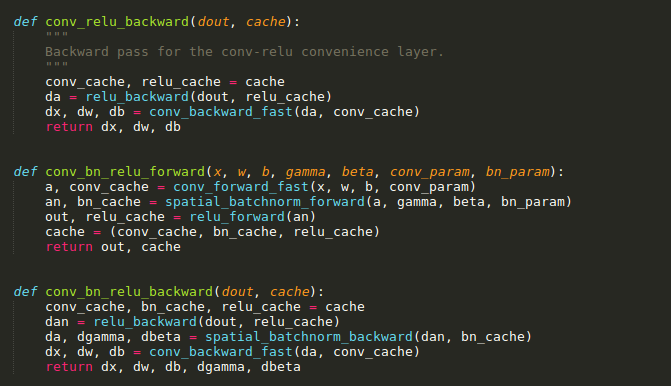 def conv_relu_backward(dout, cache):
    """
    Backward pass for the conv-relu convenience layer.
    """
    conv_cache, relu_cache = cache
    da = relu_backward(dout, relu_cache)
    dx, dw, db = conv_backward_fast(da, conv_cache)
    return dx, dw, db

def conv_bn_relu_forward(x, w, b, gamma, beta, conv_param, bn_param):
    a, conv_cache = conv_forward_fast(x, w, b, conv_param)
    an, bn_cache = spatial_batchnorm_forward(a, gamma, beta, bn_param)
    out, relu_cache = relu_forward(an)
    cache = (conv_cache, bn_cache, relu_cache)
    return out, cache

def conv_bn_relu_backward(dout, cache):
    conv_cache, bn_cache, relu_cache = cache
    dan = relu_backward(dout, relu_cache)
    da, dgamma, dbeta = spatial_batchnorm_backward(dan, bn_cache)
    dx, dw, db = conv_backward_fast(da, conv_cache)
    return dx, dw, db, dgamma, dbeta